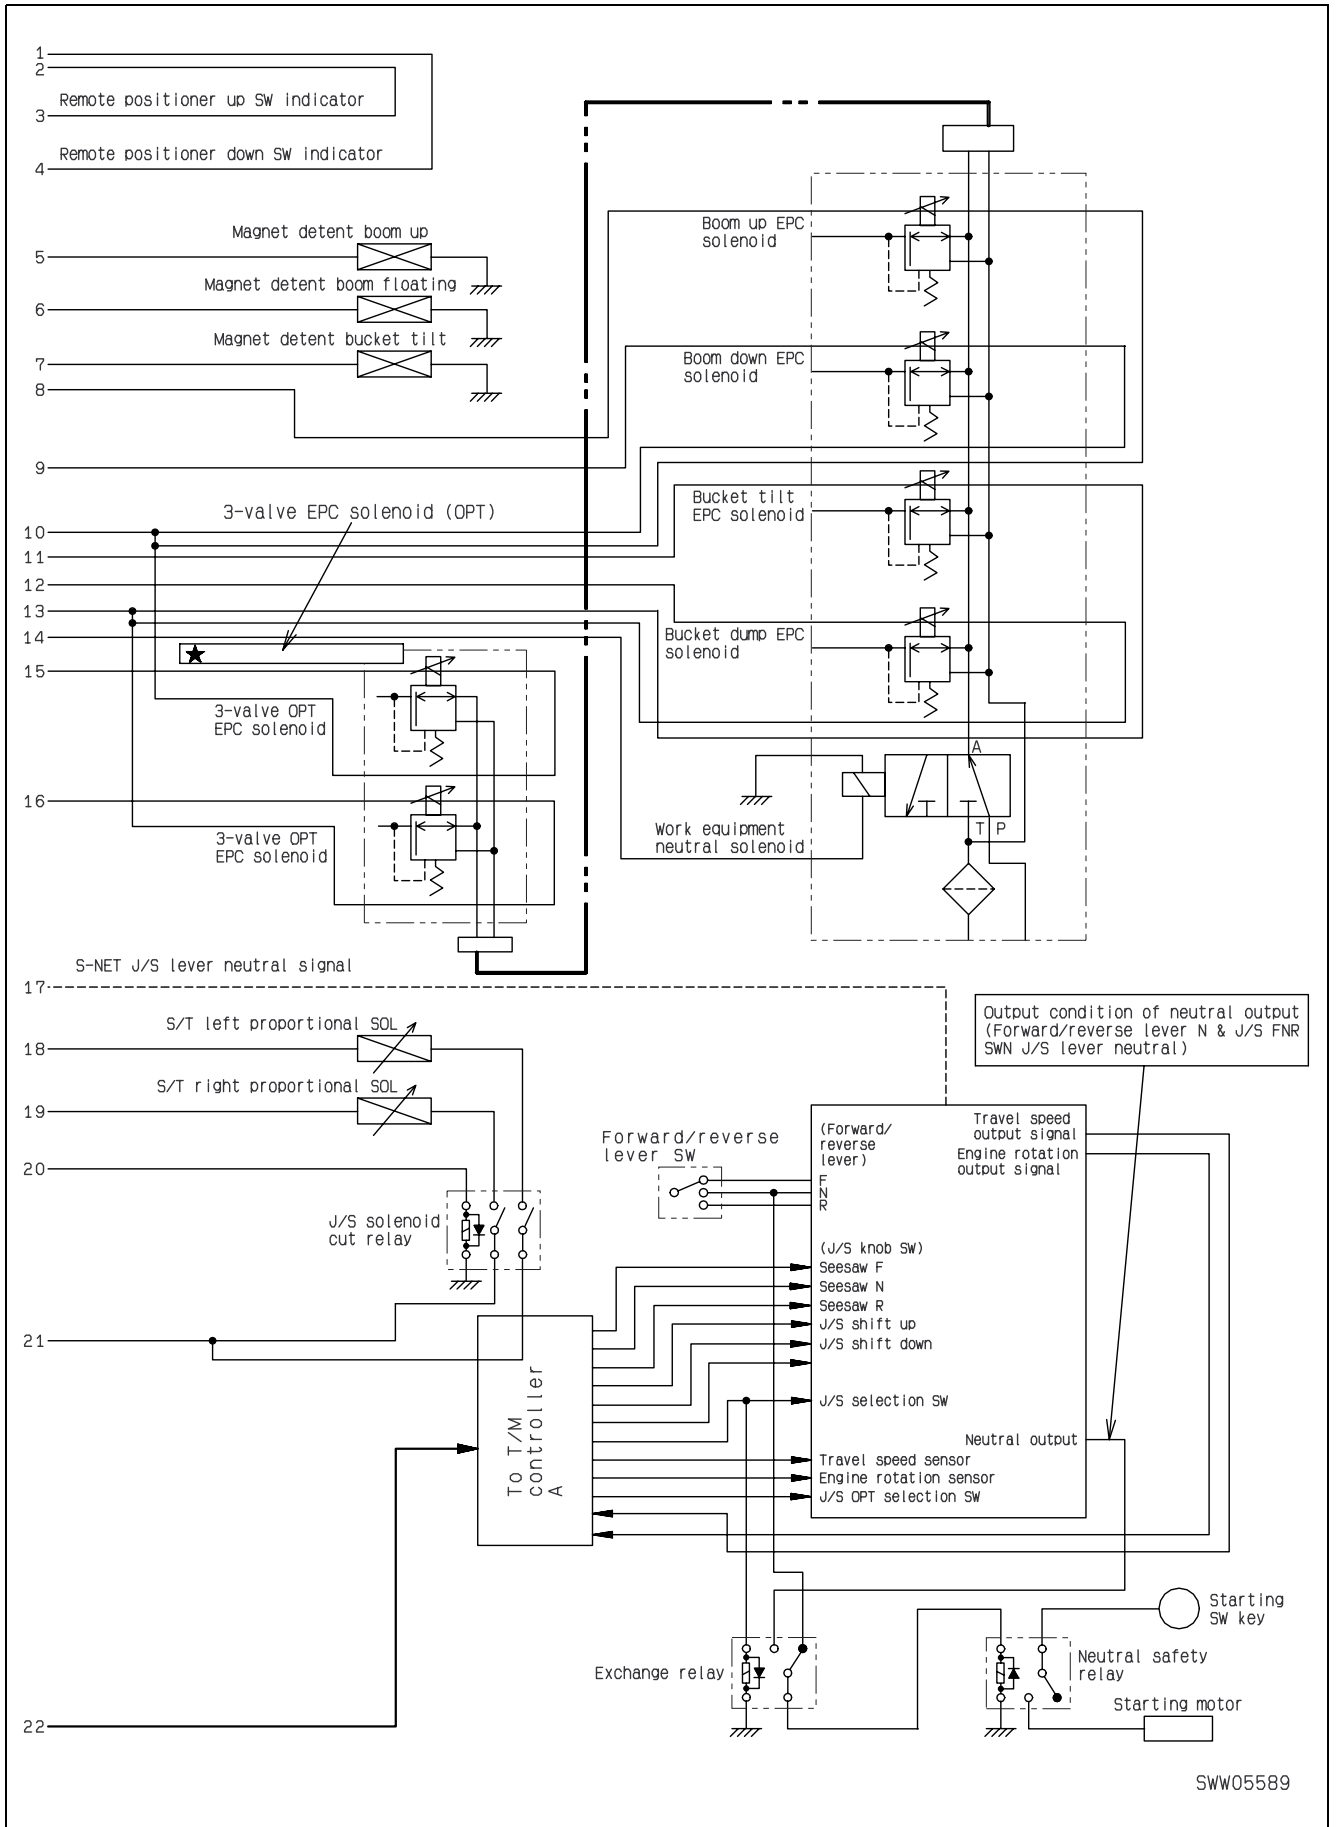 1
2
Remote positioner up SW indicator
3
Remote positioner down SW indicator
4
Magnet detent boom up
5
Magnet detent boom floating
6
Magnet detent bucket tilt
7
8
9
Boom up EPC
solenoid
Boom down EPC
solenoid
Bucket tilt
EPC solenoid
3-valve EPC solenoid (OPT)
10
11
12
13
14
Bucket dump EPC
solenoid
★
15
3-valve OPT
EPC solenoid
16
3-valve OPT
EPC solenoid
A
T P
Work equipment
neutral solenoid
S-NET J/S lever neutral signal
17
Output condition of neutral output
(Forward/reverse lever N & J/S FNR
SWN J/S lever neutral)
S/T left proportional SOL
18
S/T right proportional SOL
19
20
J/S solenoid
cut relay
21
22
Forward/reverse
lever SW
(Forward/
reverse
lever)
F
N
R
Travel speed
output signal
Engine rotation
output signal
(J/S knob SW)
Seesaw F
Seesaw N
Seesaw R
J/S shift up
J/S shift down
J/S selection SW
Neutral output
Travel speed sensor
Engine rotation sensor
J/S OPT selection SW
To T/M
controller
A
Starting
SW key
Exchange relay
Neutral safety
relay
Starting motor
SWW05589